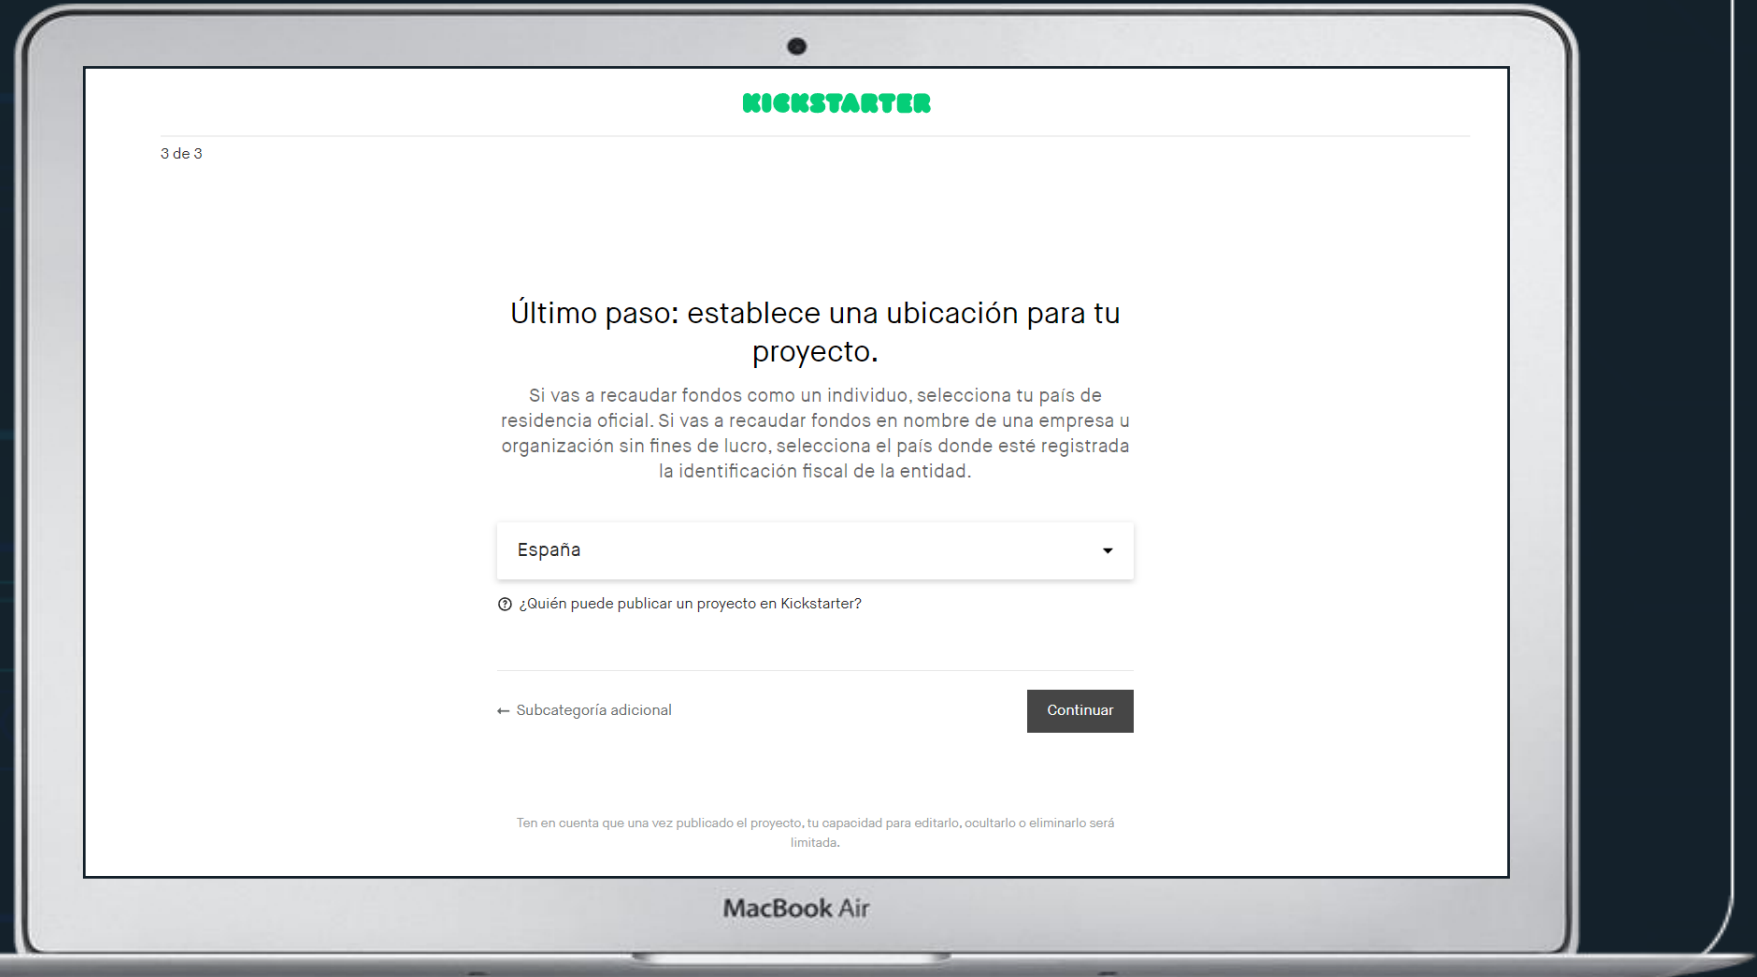 KICKSTARTER
3 de 3
Último paso: establece una ubicación para tu
proyecto.
Si vas a recaudar fondos como un individuo, selecciona tu país de
residencia oficial. Si vas a recaudar fondos en nombre de una empresa u
organización sin fines de lucro, selecciona el país donde esté registrada
la identificación fiscal de la entidad.
España
¿Quién puede publicar un proyecto en Kickstarter?
← Subcategoría adicional
Continuar
Ten en cuenta que una vez publicado el proyecto, tu capacidad para editarlo, ocultarlo o eliminarlo será
limitada.
MacBook Air